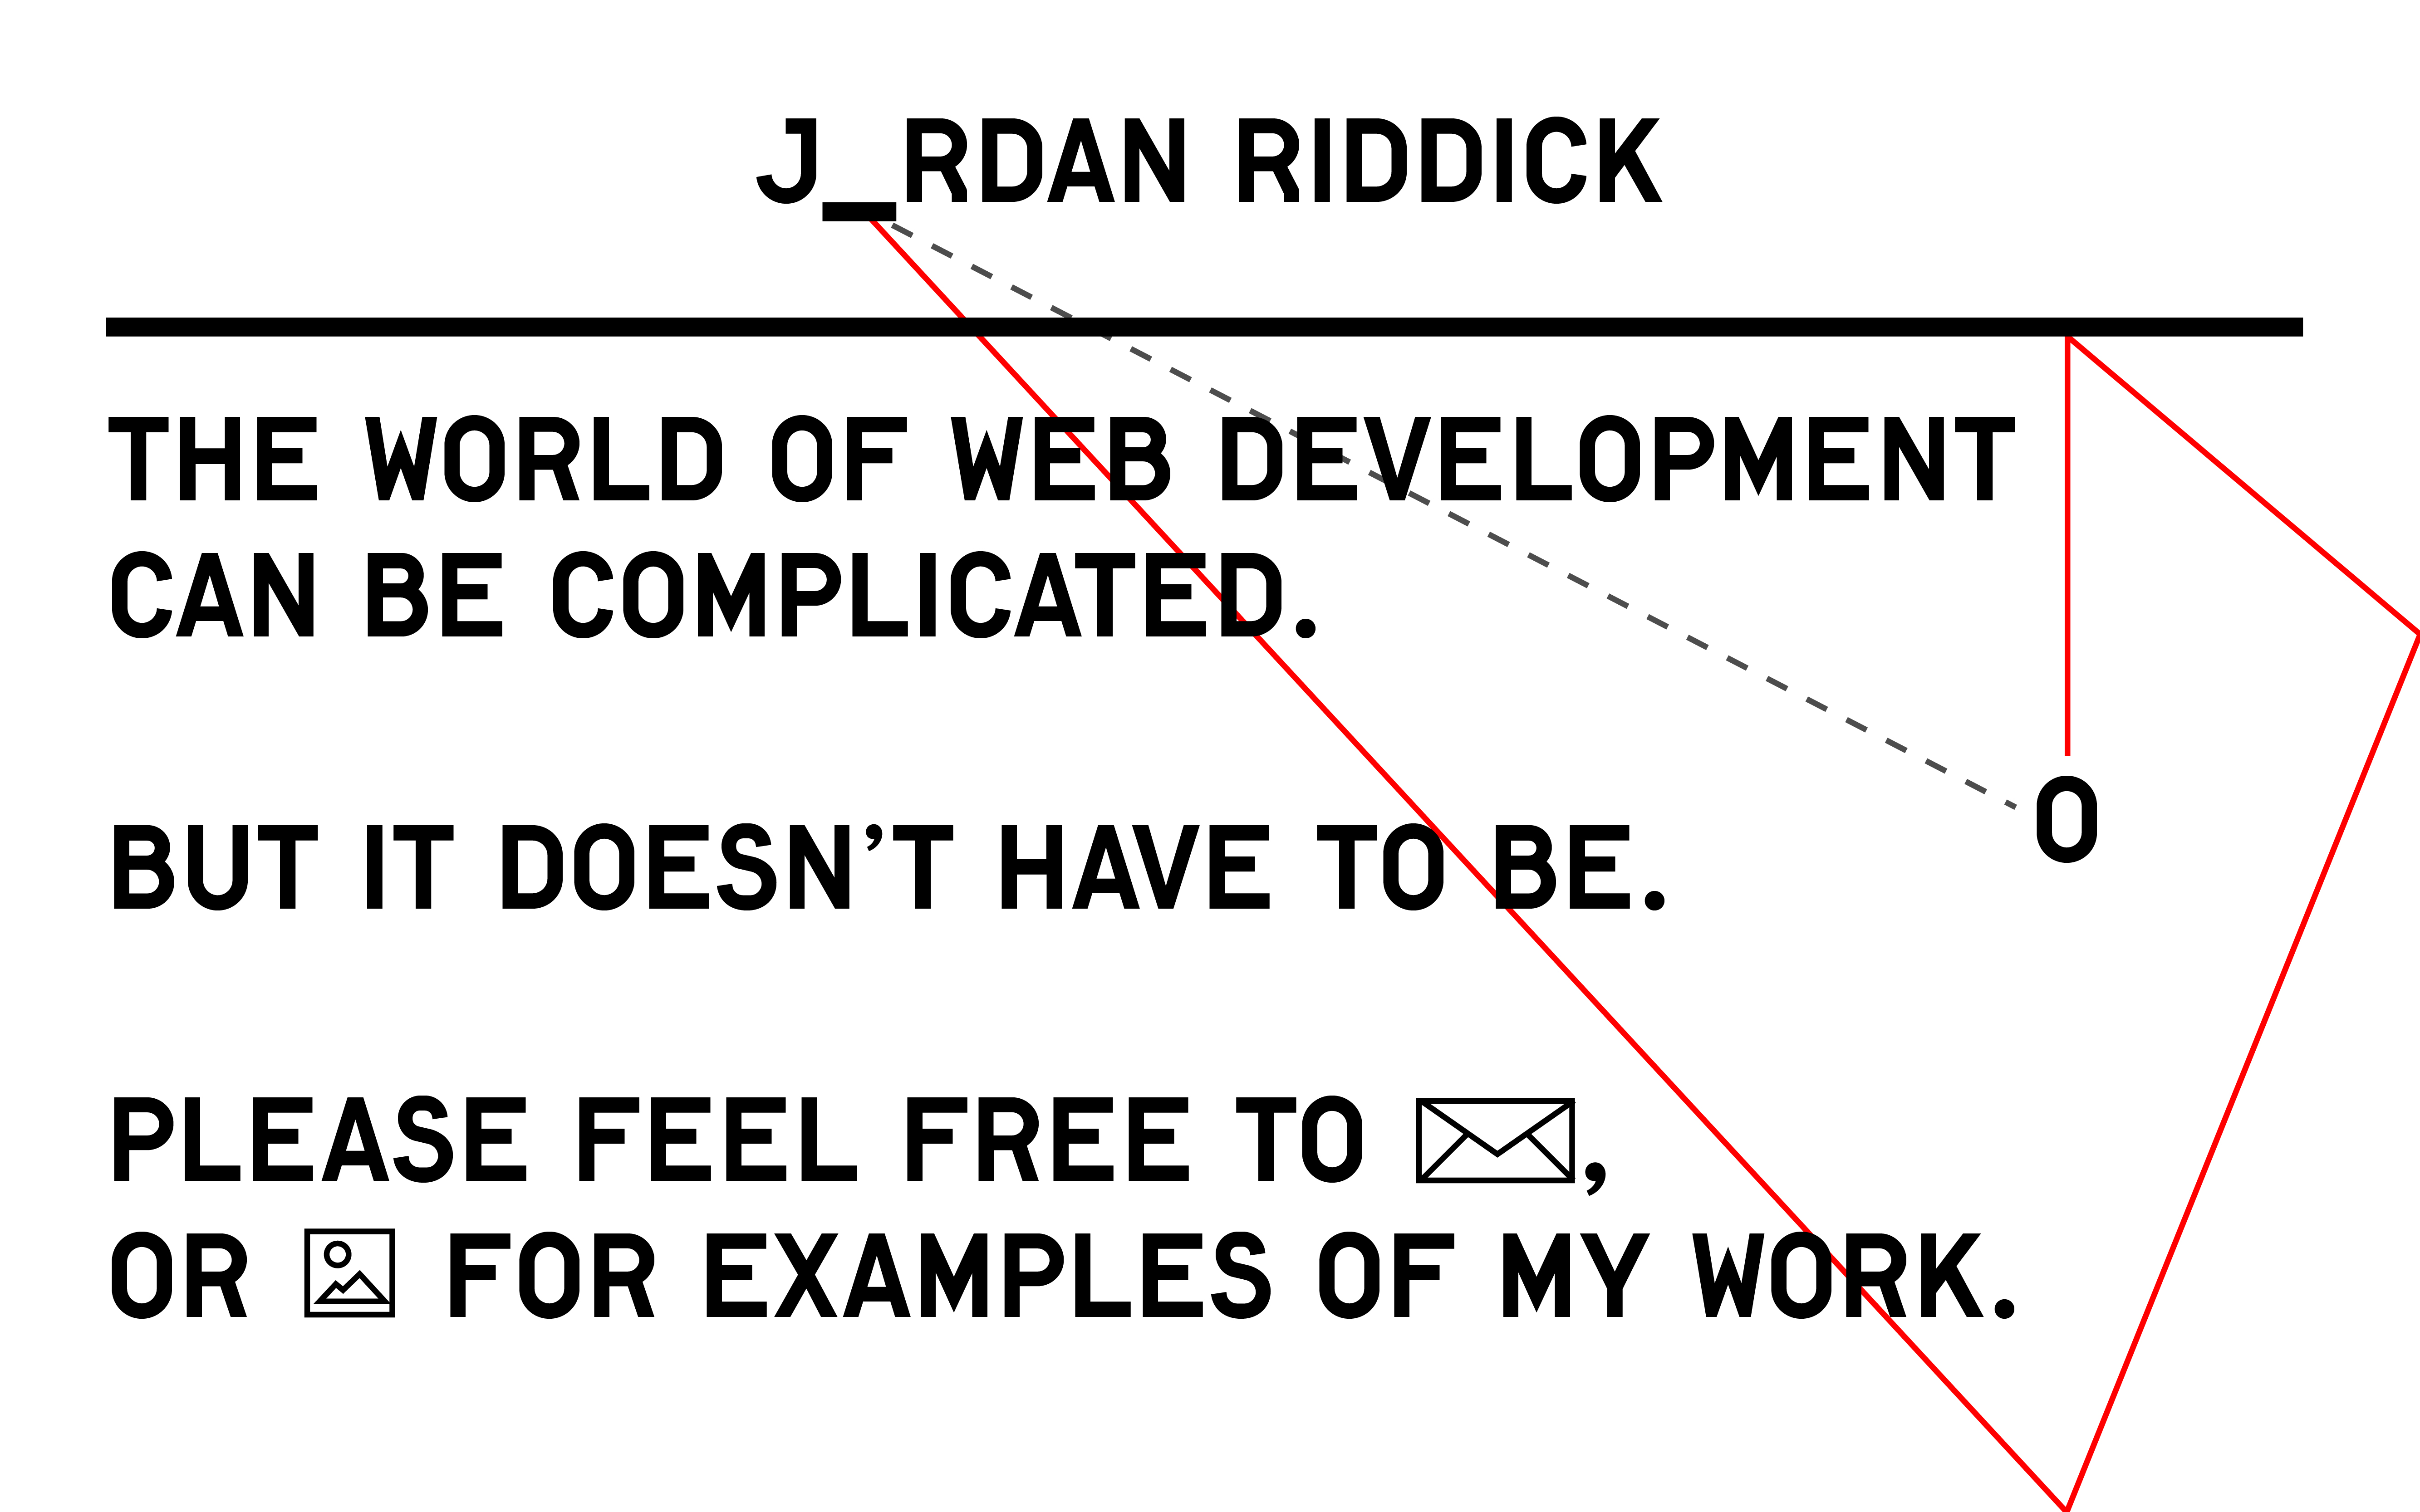 J_RDAN RIDDICK
THE WORLD OF WEB DEVELOPMENT
CAN BE COMPLICATED.
O
BUT IT DOESN’T HAVE TO BE.
PLEASE FEEL FREE TO ,
OR FOR EXAMPLES OF MY WORK.